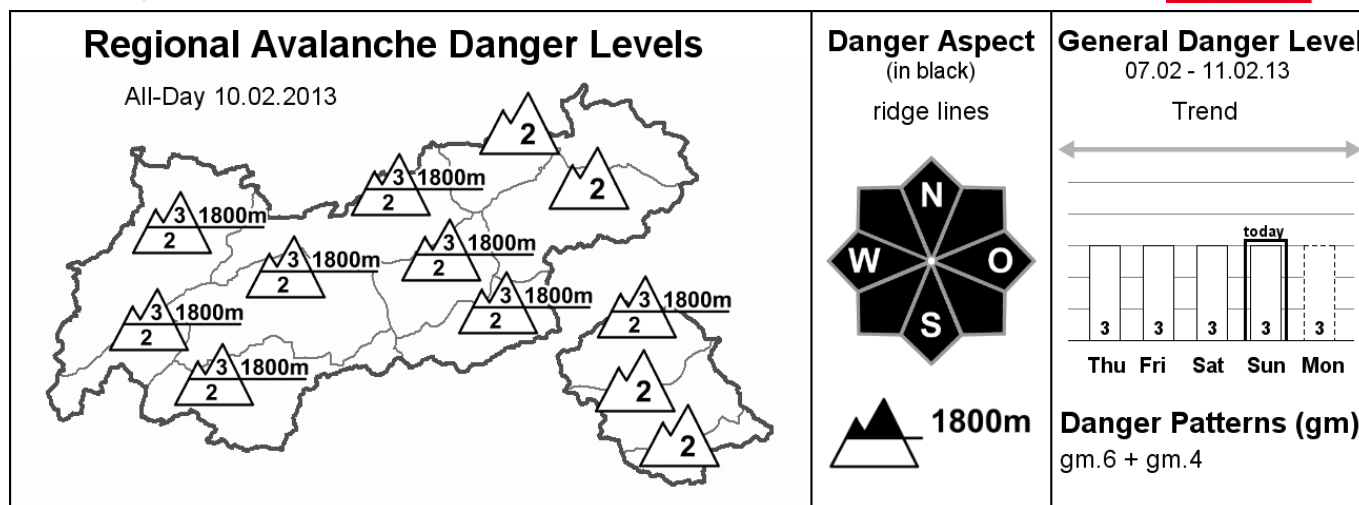 Regional Avalanche Danger Levels
All-Day 10.02.2013
2
2
3 1800m
2
3 1800m
2
3 1800m
2
3 1800m
2
3 1800m
2
3 1800m
2
3 1800m
2
3 1800m
2
2
2
Danger Aspect
(in black)
ridge lines
N
W O
S
1800m
General Danger Level
07.02 - 11.02.13
Trend
today
3 3 3 3 3
Thu Fri Sat Sun Mon
Danger Patterns (gm)
gm.6 + gm.4